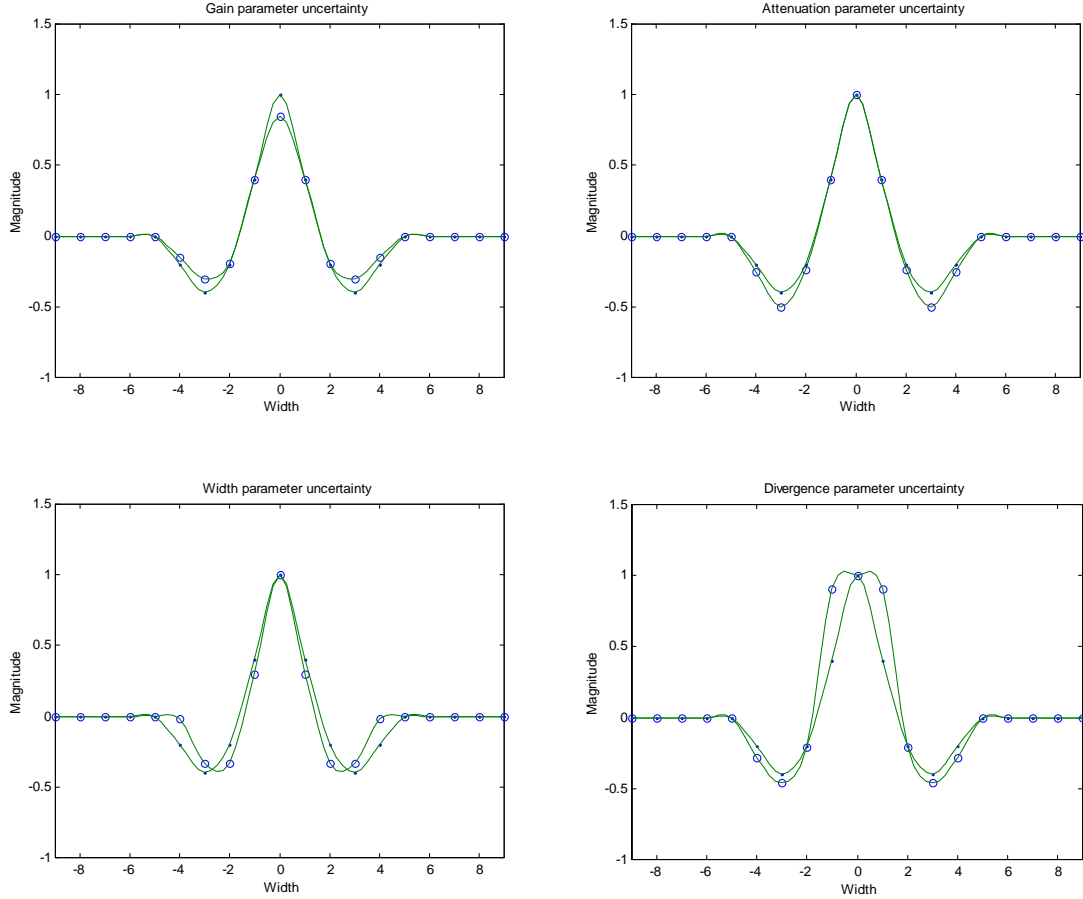 Gain parameter uncertainty
1.5
1
0.5
0
-0.5
-1
Magnitude
-8 -6 -4 -2 0 2 4 6 8
Width
Attenuation parameter uncertainty
1.5
1
0.5
0
-0.5
-1
Magnitude
-8 -6 -4 -2 0 2 4 6 8
Width
Width parameter uncertainty
1.5
1
0.5
0
-0.5
-1
Magnitude
-8 -6 -4 -2 0 2 4 6 8
Width
Divergence parameter uncertainty
1.5
1
0.5
0
-0.5
-1
Magnitude
-8 -6 -4 -2 0 2 4 6 8
Width